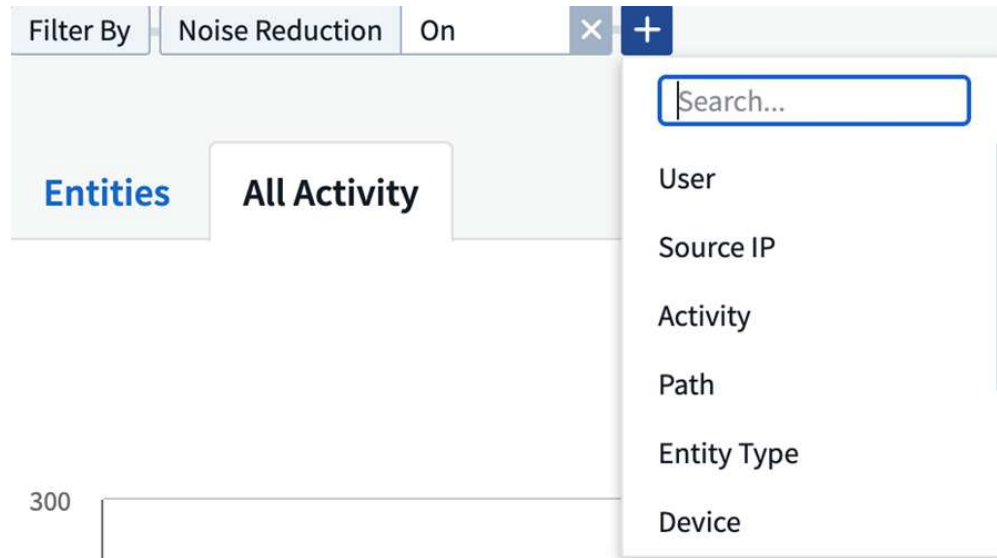 Filter By Noise Reduction On × +
Search...
Entities All Activity
User
Source IP
Activity
Path
Entity Type
300
Device